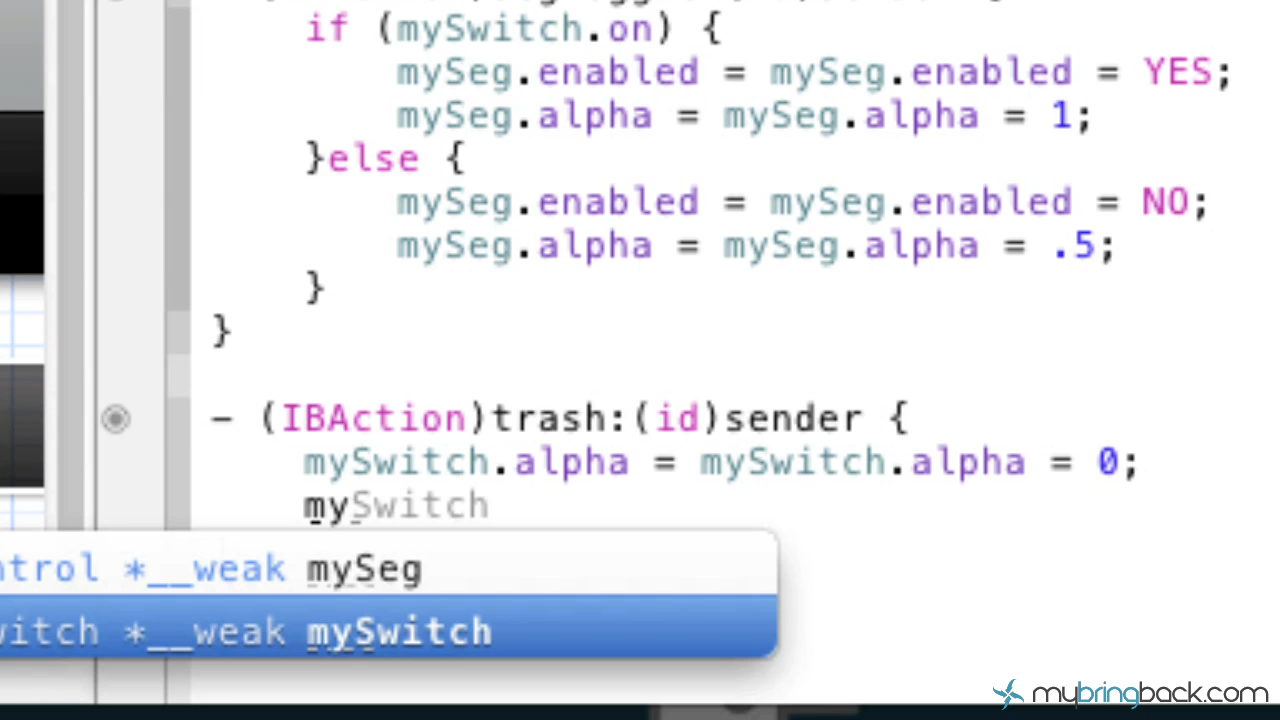 if (mySwitch.on) {
mySeg.enabled = mySeg.enabled = YES;
mySeg.alpha = mySeg.alpha = 1;
}else {
mySeg.enabled = mySeg.enabled = NO;
mySeg.alpha = mySeg.alpha = .5;
}
}
- (IBAction)trash:(id)sender {
mySwitch.alpha = mySwitch.alpha = 0;
mySwitch
ntrol *__weak mySeg
witch *__weak mySwitch
mybringback.com